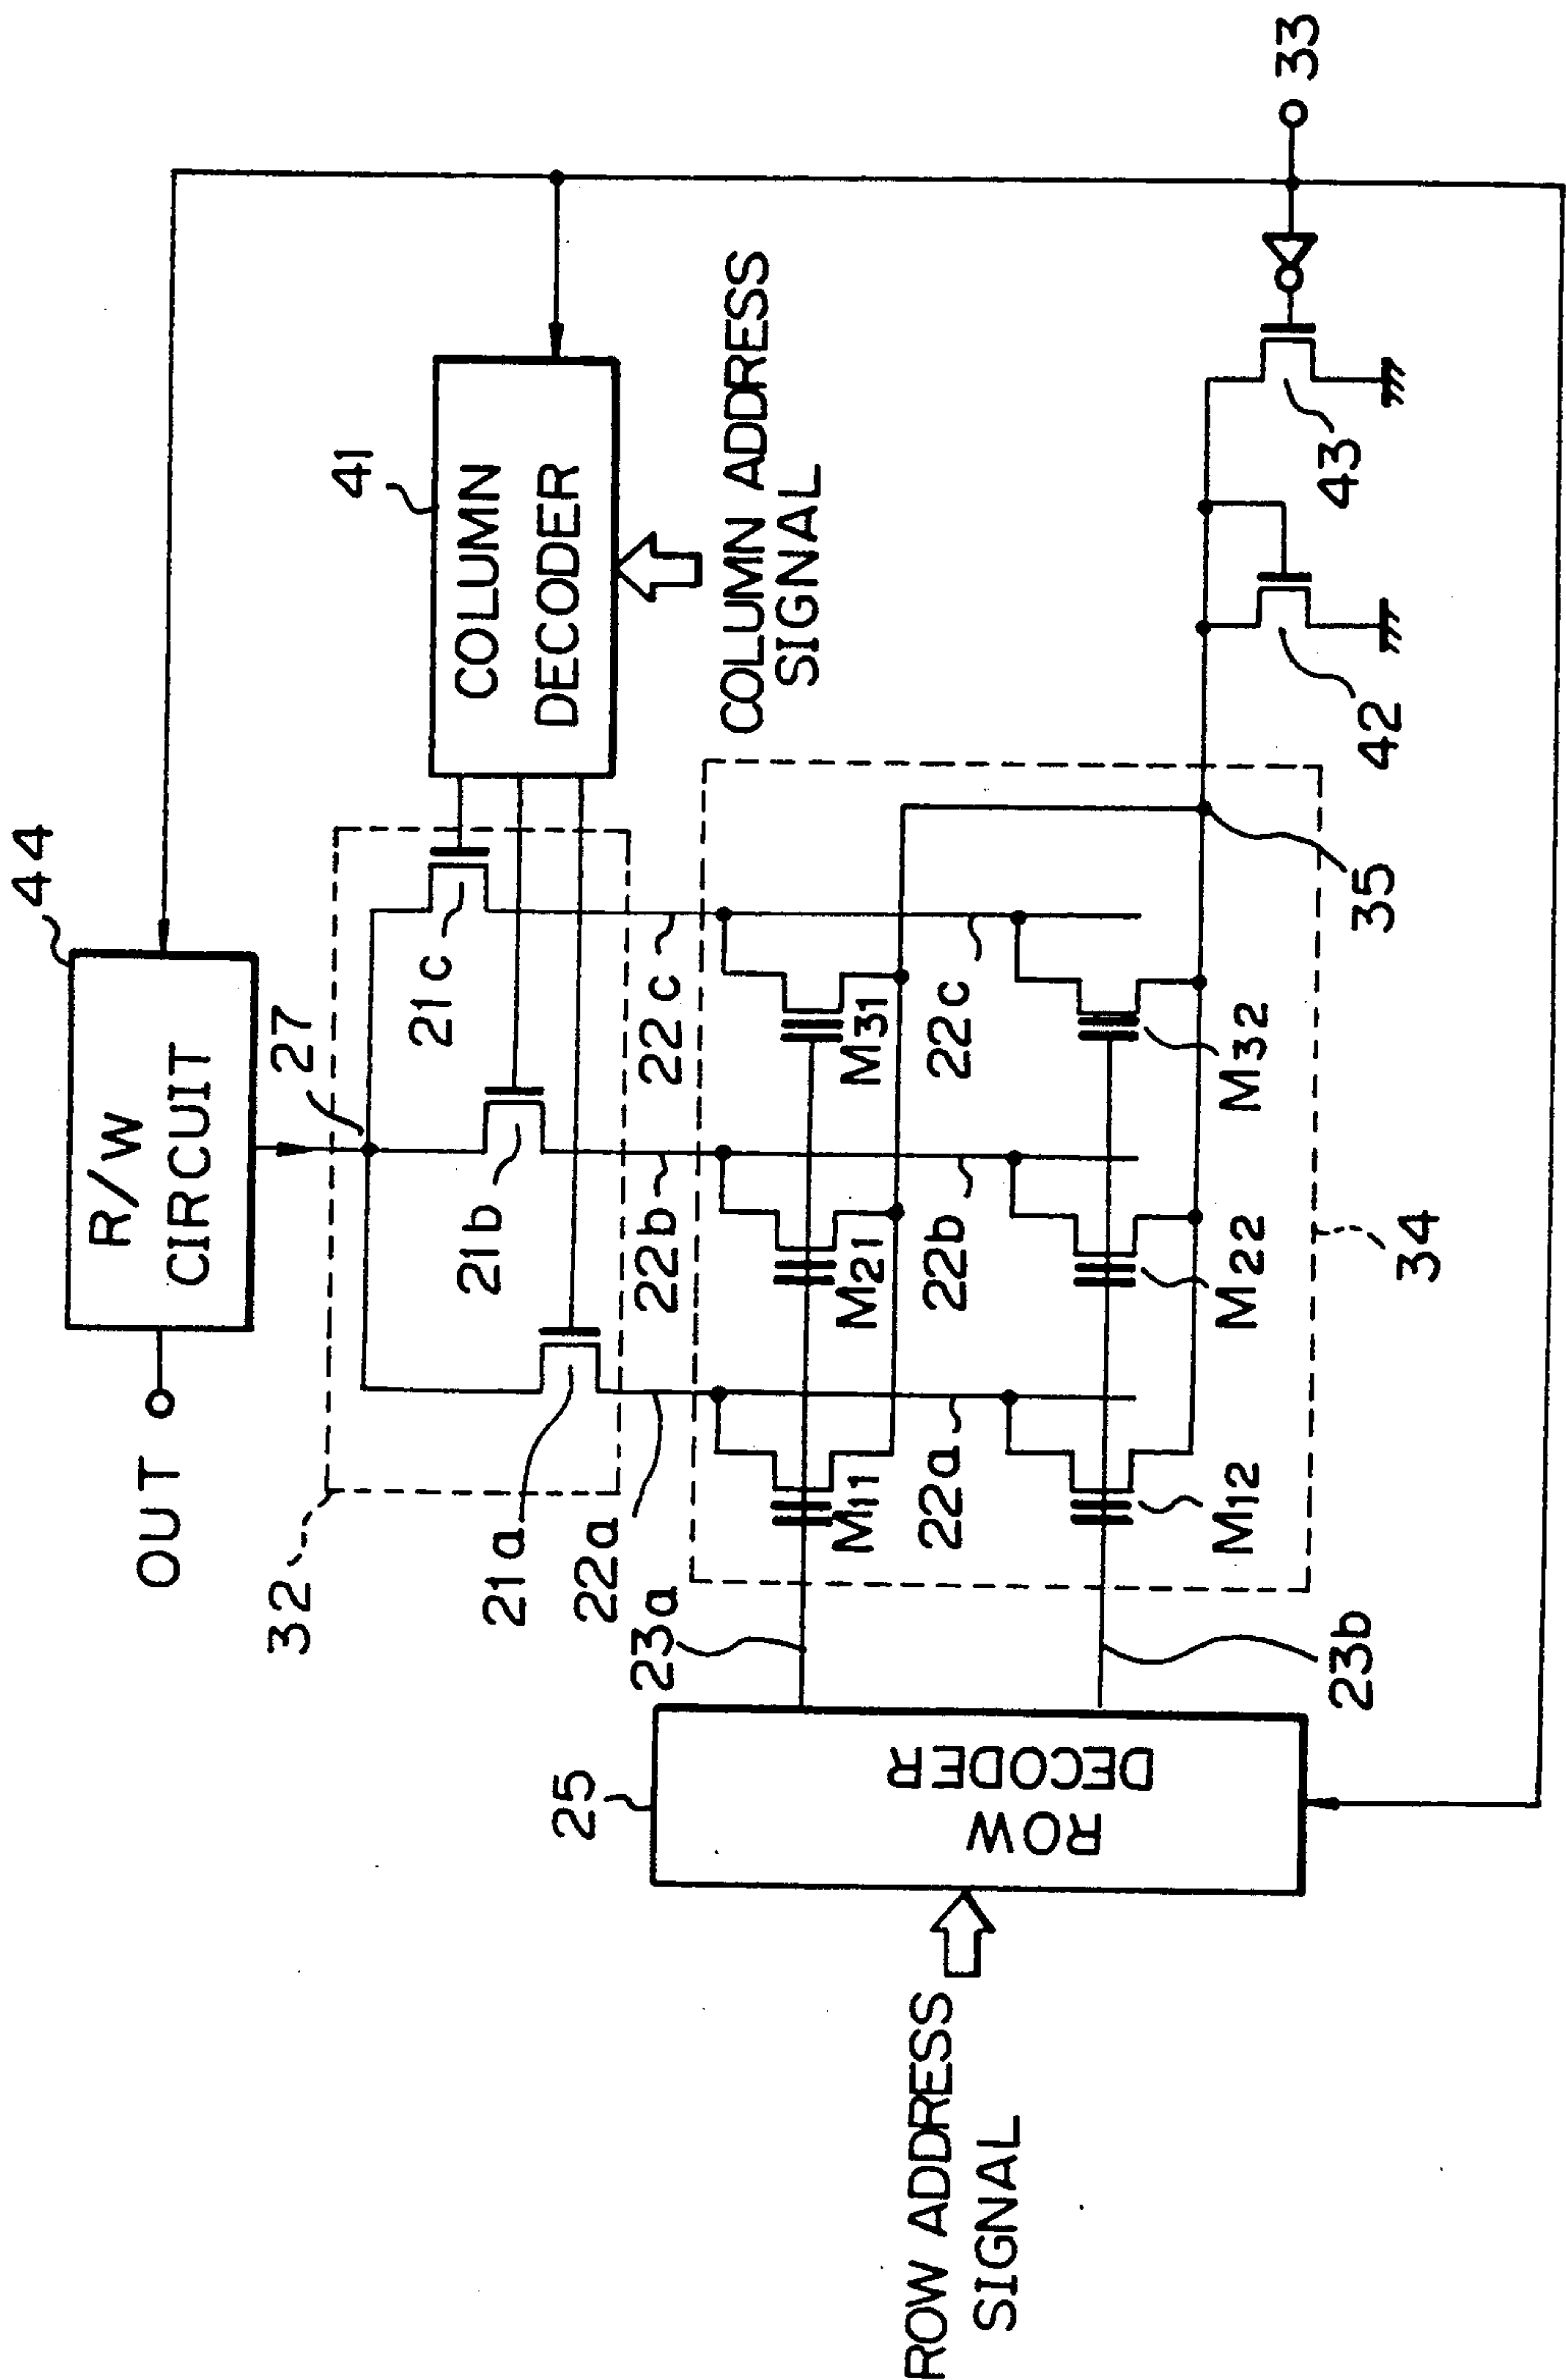 44
R/W
CIRCUIT
OUT
27
41
COLUMN
DECODER
COLUMN ADDRESS
SIGNAL
32
21a
21b
21c
22a
22b
22c
23a
M11
M21
M31
22a
22b
22c
M12
M22
M32
23b
34
35
42
43
33
25
ROW
DECODER
ROW ADDRESS
SIGNAL